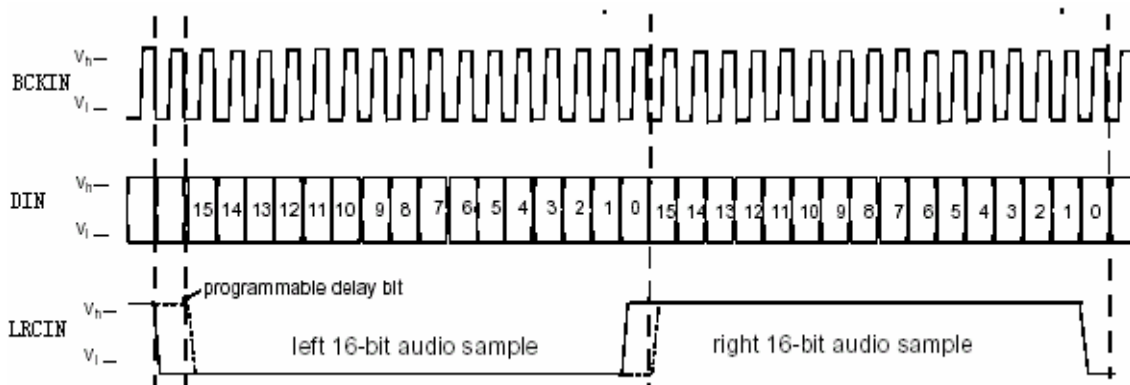 Vh
BCKIN
Vl
Vh
DIN
15 14 13 12 11 10 9 8 7 6 5 4 3 2 1 0 15 14 13 12 11 10 9 8 7 6 5 4 3 2 1 0
Vl
programmable delay bit
Vh
LRCIN
left 16-bit audio sample
right 16-bit audio sample
Vl